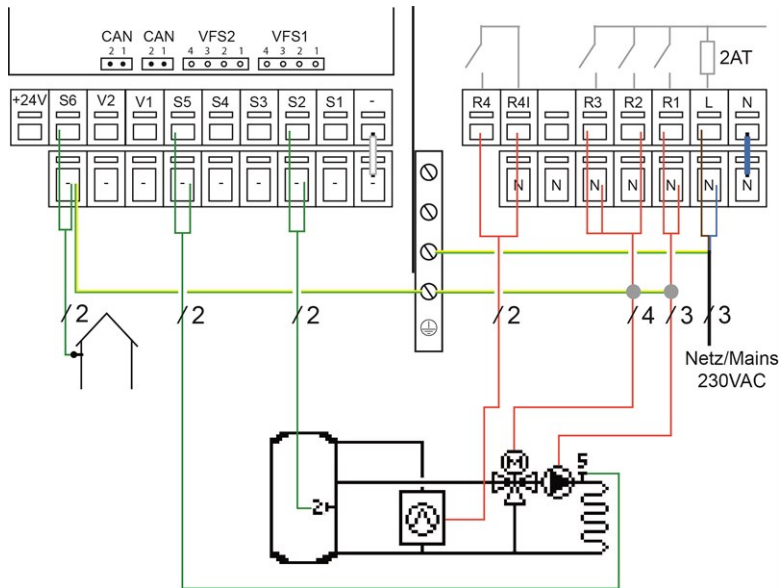 CAN CAN VFS2 VFS1
2 1 2 1 4 3 2 1 4 3 2 1
2AT
+24V S6 V2 V1 S5 S4 S3 S2 S1 - R4 R4I R3 R2 R1 L N
- - - - - - - - - N N N N N N
/2 /2 /2 /2 /4 /3 /3
Netz/Mains
230VAC
M S
2